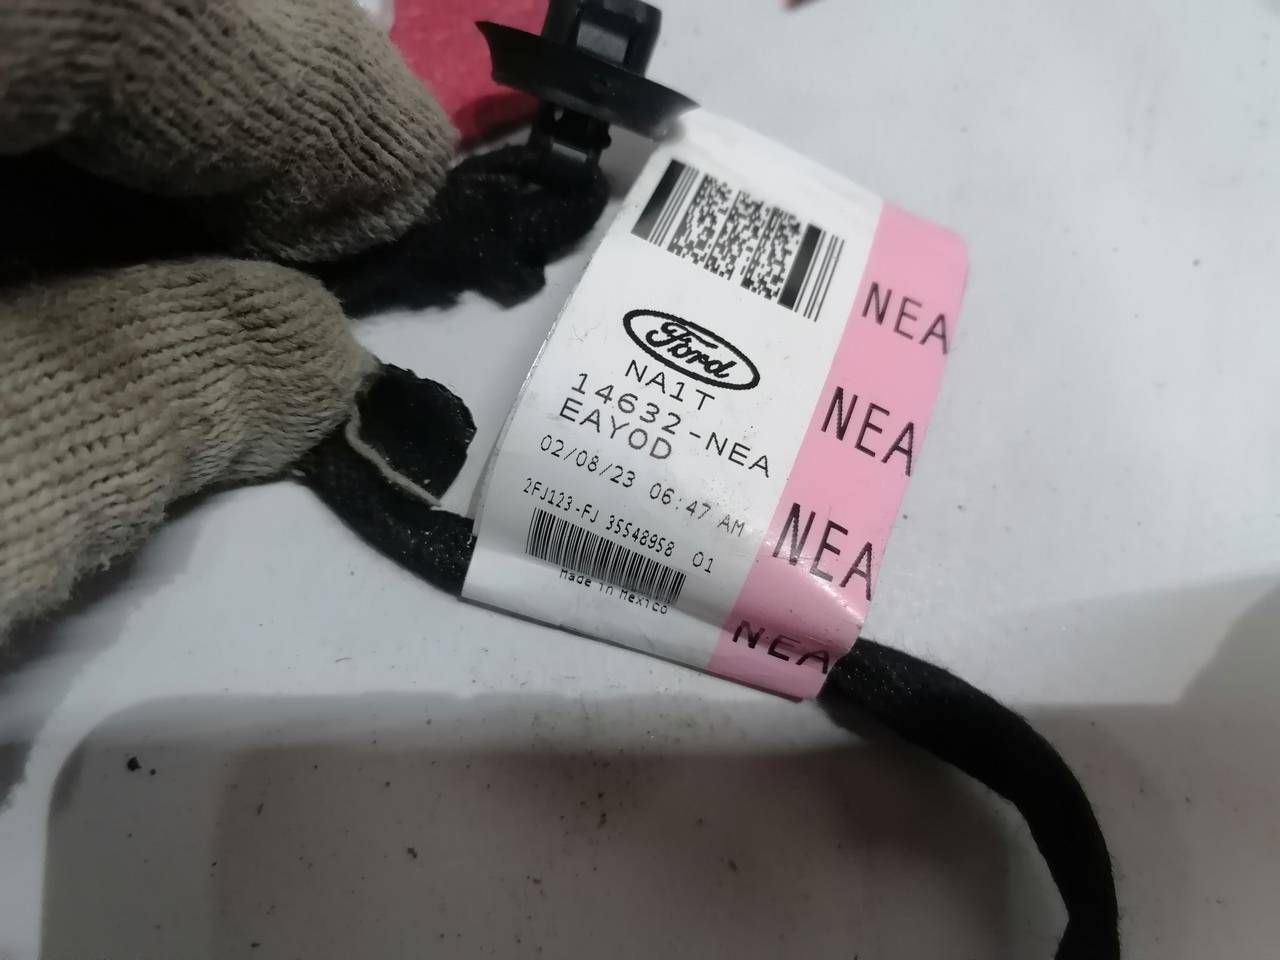 Ford
NA1T
14632-NEA
EAYOD
02/08/23 06:47 AM
2FJ123-FJ 35548958 01
Made in Mexico
NEA
NEA
NEA
NEA